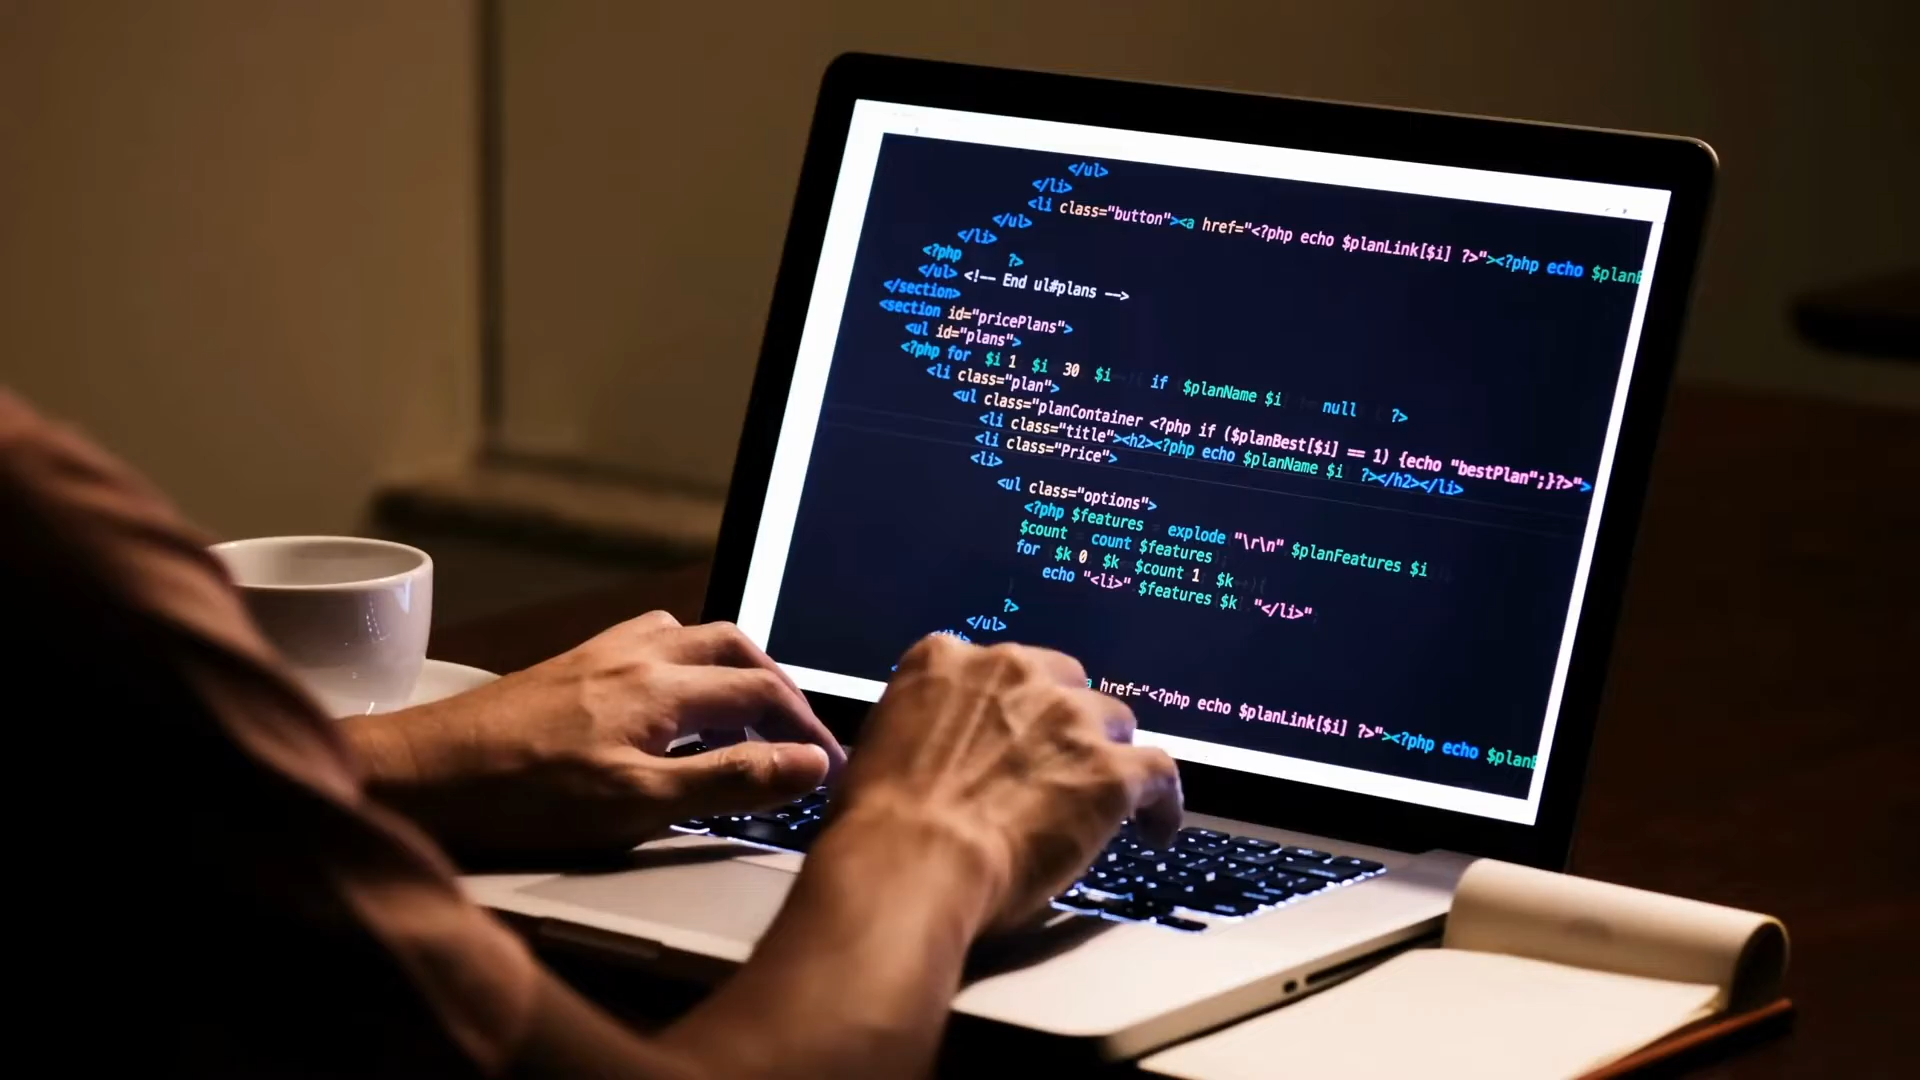 </ul>
</li>
<li class="button"><a href="<?php echo $planLink[$i] ?>"><?php echo
</ul>
</li>
<?php ?>
</ul> <!-- End ul#plans -->
</section>
<section id="pricePlans">
<ul id="plans">
<?php for $i 1 $i 30 $i if $planName $i null ?>
<li class="plan">
<ul class="planContainer <?php if ($planBest[$i] == 1) {echo "bestPlan";}?>">
<li class="title"><h2><?php echo $planName $i ?></h2></li>
<li class="Price">
<li>
<ul class="options">
<?php $features explode "\r\n" $planFeatures $i
$count count $features
for $k 0 $k $count 1 $k
echo "<li>" $features $k "</li>"
?>
</ul>
href="<?php echo $planLink[$i] ?>"><?php echo